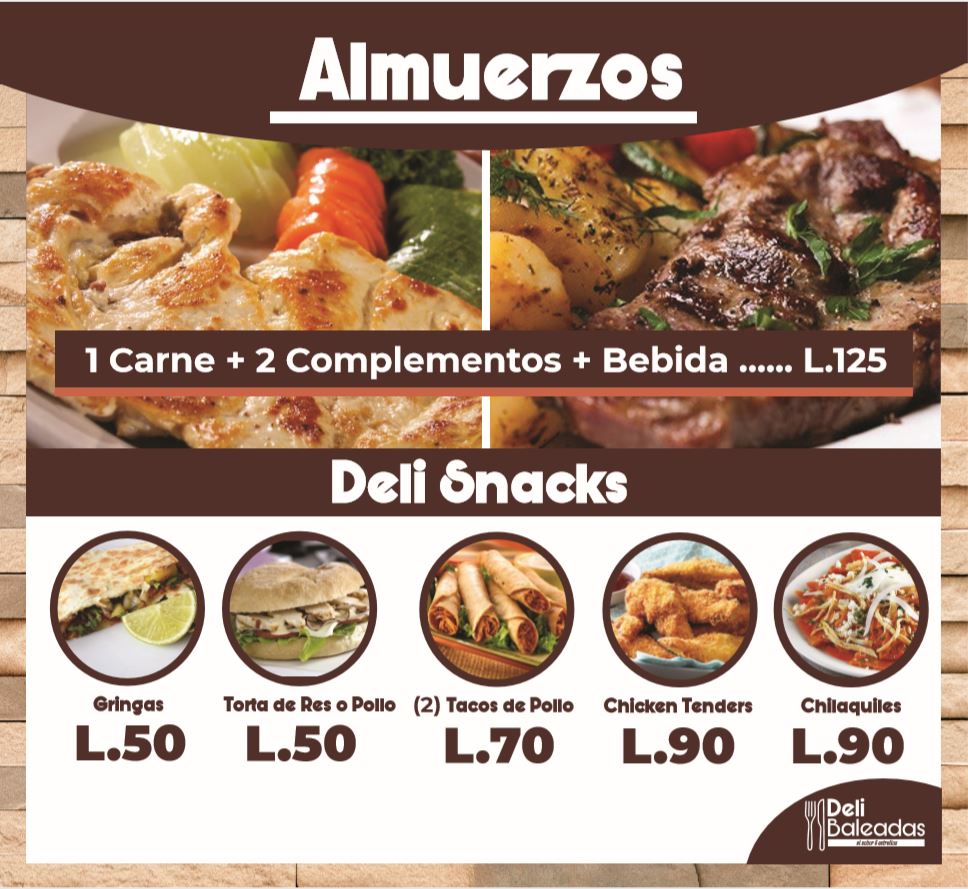 Almuerzos
1 Carne + 2 Complementos + Bebida ...... L.125
Deli Snacks
Gringas
L.50
Torta de Res o Pollo
L.50
(2) Tacos de Pollo
L.70
Chicken Tenders
L.90
Chilaquiles
L.90
Deli
Baleadas